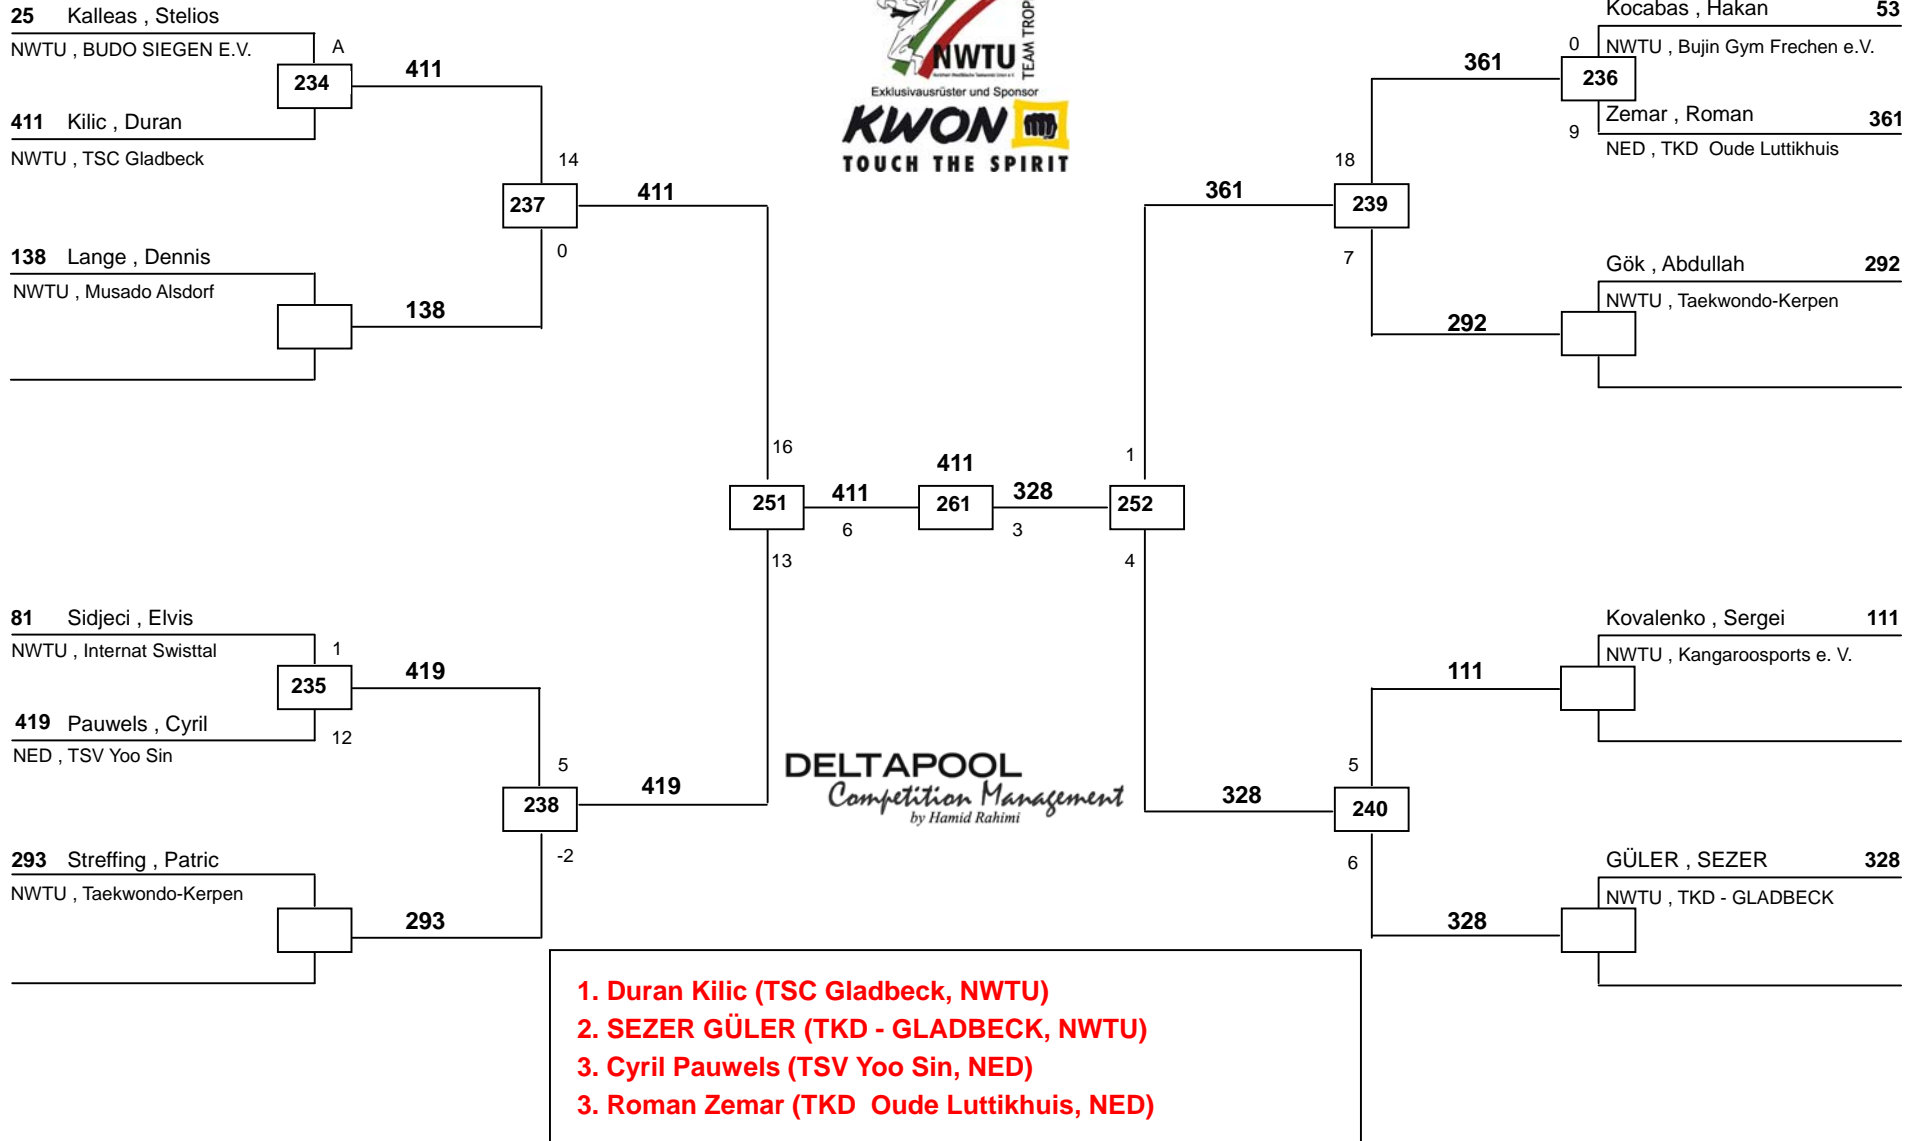 25 Kalleas , Stelios
NWTU , BUDO SIEGEN E.V.
A
234
411
411 Kilic , Duran
NWTU , TSC Gladbeck
14
237
411
0
138 Lange , Dennis
NWTU , Musado Alsdorf
138
16
251
411
6
13
81 Sidjeci , Elvis
NWTU , Internat Swisttal
1
235
419
419 Pauwels , Cyril
NED , TSV Yoo Sin
12
5
238
419
-2
293 Streffing , Patric
NWTU , Taekwondo-Kerpen
293
NWTU
TEAM TROP
Exklusivausrüster und Sponsor
KWON
TOUCH THE SPIRIT
411
261
328
3
DELTAPOOL
Competition Management
by Hamid Rahimi
Kocabas , Hakan 53
0
NWTU , Bujin Gym Frechen e.V.
361
236
Zemar , Roman 361
9
NED , TKD Oude Luttikhuis
18
361
239
7
Gök , Abdullah 292
NWTU , Taekwondo-Kerpen
292
1
252
4
Kovalenko , Sergei 111
NWTU , Kangaroosports e. V.
111
5
328
240
6
GÜLER , SEZER 328
NWTU , TKD - GLADBECK
328
1. Duran Kilic (TSC Gladbeck, NWTU)
2. SEZER GÜLER (TKD - GLADBECK, NWTU)
3. Cyril Pauwels (TSV Yoo Sin, NED)
3. Roman Zemar (TKD Oude Luttikhuis, NED)